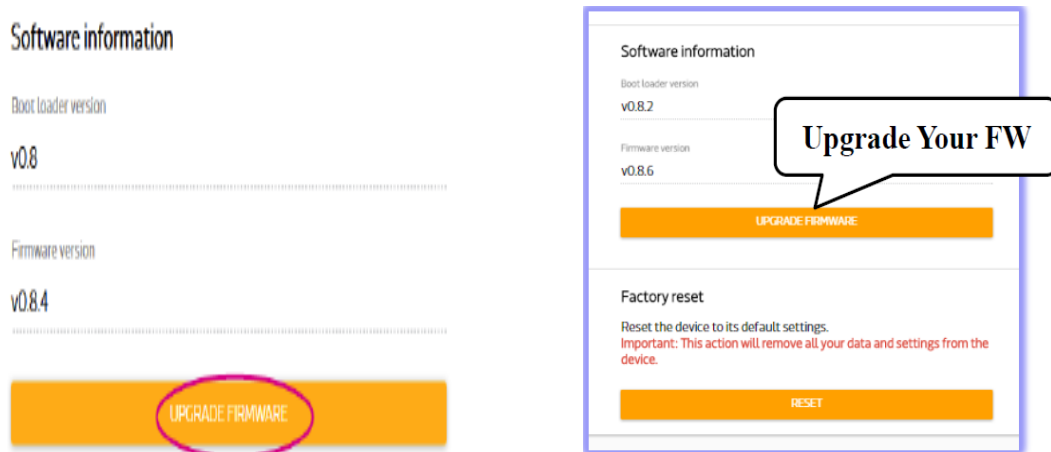 Software information
Boot loader version
v0.8
Firmware version
v0.8.4
UPGRADE FIRMWARE
Software information
Boot loader version
v0.8.2
Upgrade Your FW
Firmware version
v0.8.6
UPGRADE FIRMWARE
Factory reset
Reset the device to its default settings.
Important: This action will remove all your data and settings from the
device.
RESET